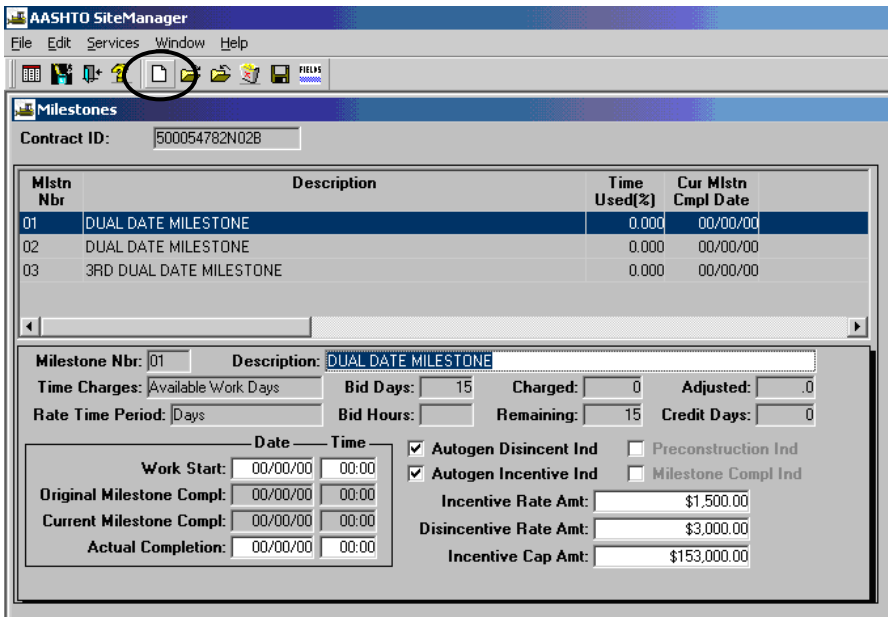 AASHTO SiteManager
File Edit Services Window Help
FIELDS
Milestones
Contract ID: 500054782N02B
Mlstn Nbr Description Time Used(%) Cur Mlstn Cmpl Date
01 DUAL DATE MILESTONE 0.000 00/00/00
02 DUAL DATE MILESTONE 0.000 00/00/00
03 3RD DUAL DATE MILESTONE 0.000 00/00/00
Milestone Nbr: 01 Description: DUAL DATE MILESTONE
Time Charges: Available Work Days Bid Days: 15 Charged: 0 Adjusted: .0
Rate Time Period: Days Bid Hours: Remaining: 15 Credit Days: 0
Date Time
Work Start: 00/00/00 00:00
Original Milestone Compl: 00/00/00 00:00
Current Milestone Compl: 00/00/00 00:00
Actual Completion: 00/00/00 00:00
Autogen Disincent Ind Preconstruction Ind
Autogen Incentive Ind Milestone Compl Ind
Incentive Rate Amt: $1,500.00
Disincentive Rate Amt: $3,000.00
Incentive Cap Amt: $153,000.00